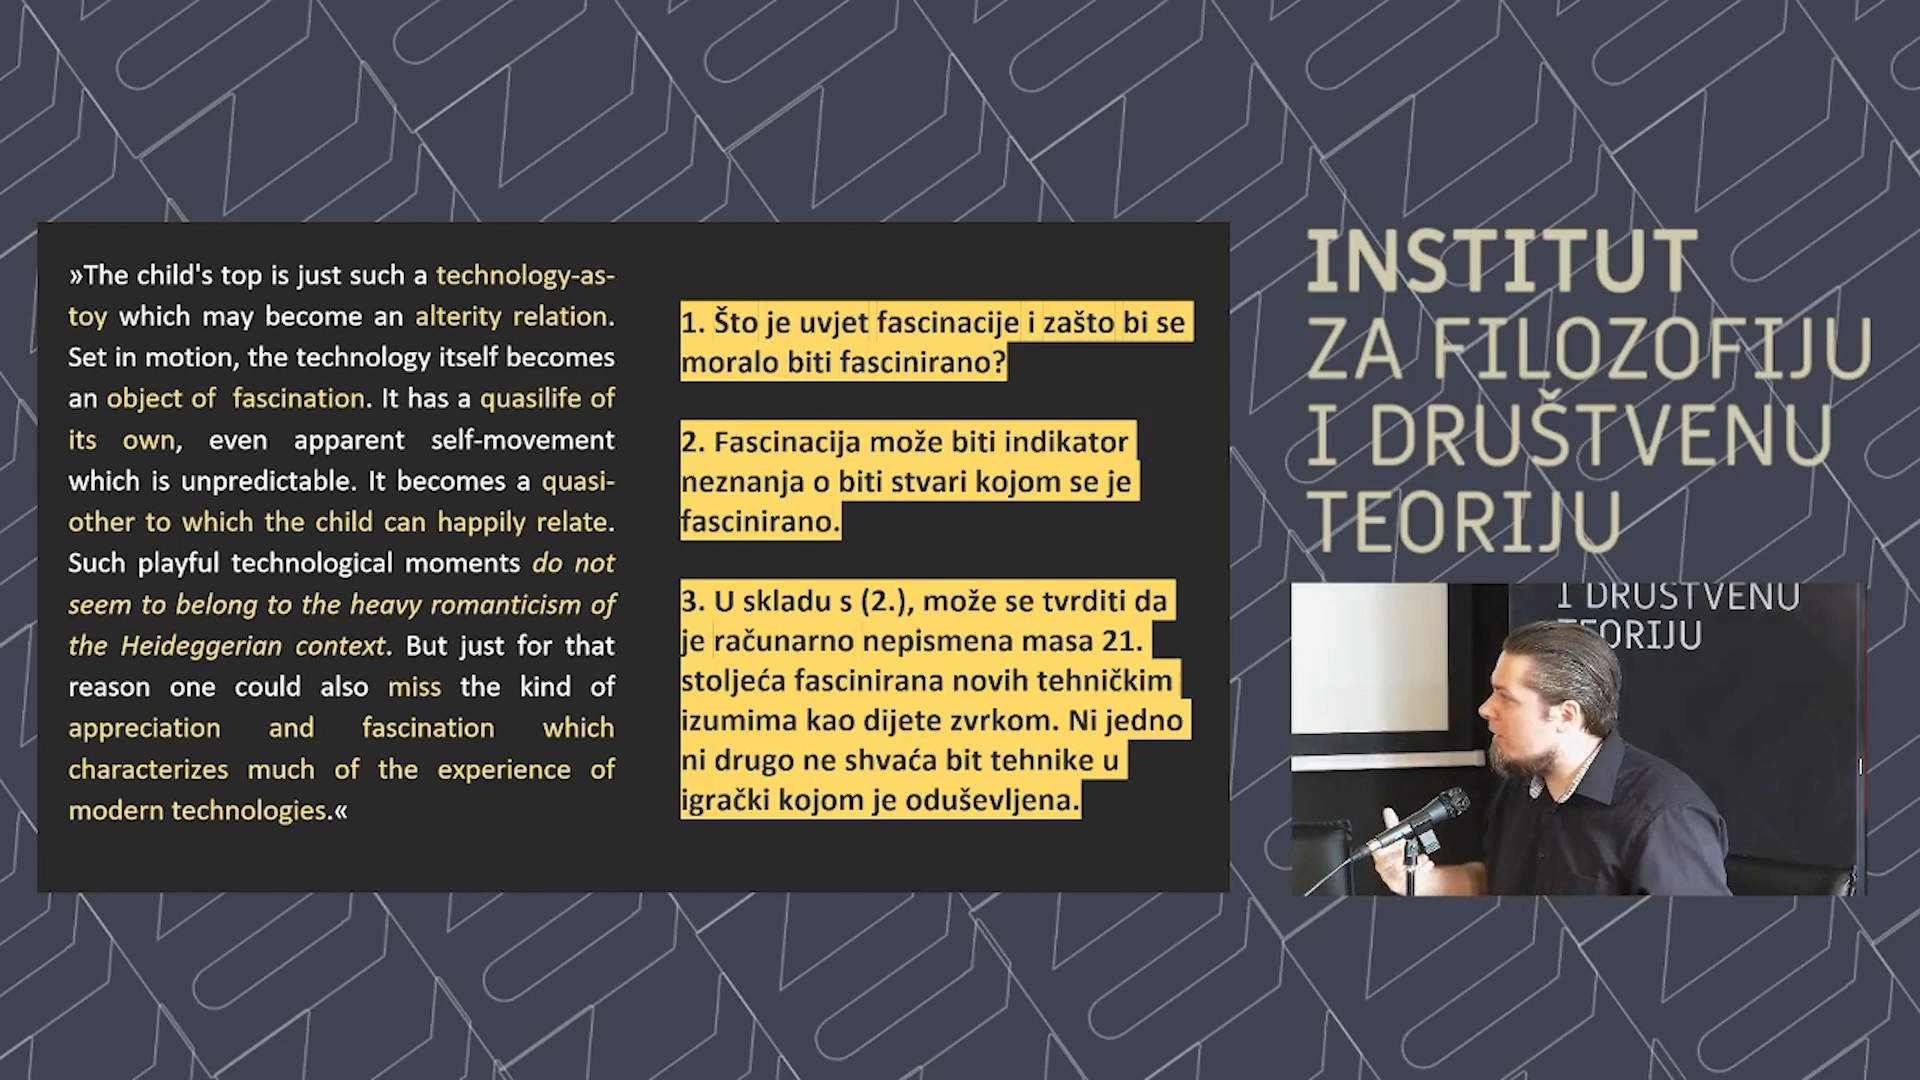 »The child's top is just such a technology-as-
toy which may become an alterity relation.
Set in motion, the technology itself becomes
an object of fascination. It has a quasilife of
its own, even apparent self-movement
which is unpredictable. It becomes a quasi-
other to which the child can happily relate.
Such playful technological moments do not
seem to belong to the heavy romanticism of
the Heideggerian context. But just for that
reason one could also miss the kind of
appreciation and fascination which
characterizes much of the experience of
modern technologies.«
1. Što je uvjet fascinacije i zašto bi se
moralo biti fascinirano?
2. Fascinacija može biti indikator
neznanja o biti stvari kojom se je
fascinirano.
3. U skladu s (2.), može se tvrditi da
je računarno nepismena masa 21.
stoljeća fascinirana novih tehničkim
izumima kao dijete zvrkom. Ni jedno
ni drugo ne shvaća bit tehnike u
igrački kojom je oduševljena.
INSTITUT
ZA FILOZOFIJU
I DRUŠTVENU
TEORIJU
I DRUŠTVENU
TEORIJU